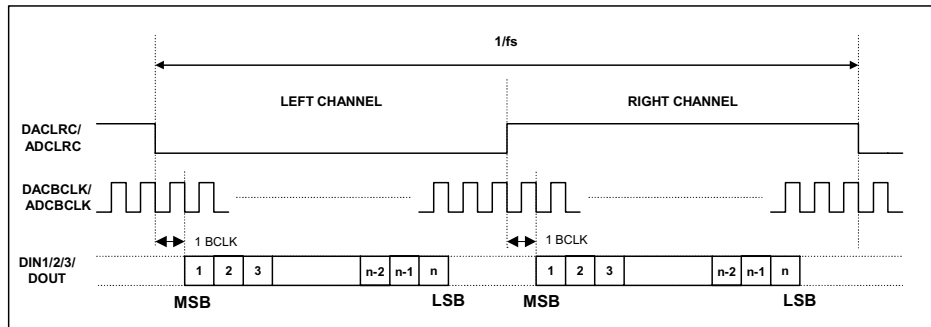 1/fs
LEFT CHANNEL RIGHT CHANNEL
DACLRC/
ADCLRC
DACBCLK/
ADCBCLK
1 BCLK 1 BCLK
DIN1/2/3/
DOUT
1 2 3 n-2 n-1 n 1 2 3 n-2 n-1 n
MSB LSB MSB LSB